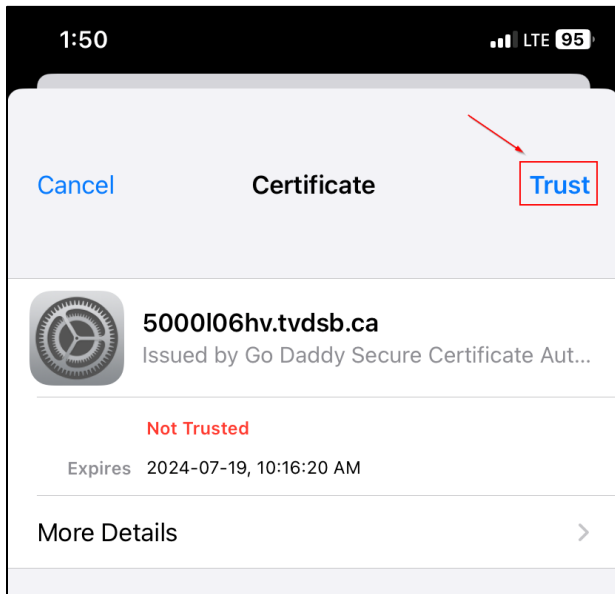 1:50
LTE 95
Cancel
Certificate
Trust
5000l06hv.tvdsb.ca
Issued by Go Daddy Secure Certificate Aut...
Not Trusted
Expires 2024-07-19, 10:16:20 AM
More Details